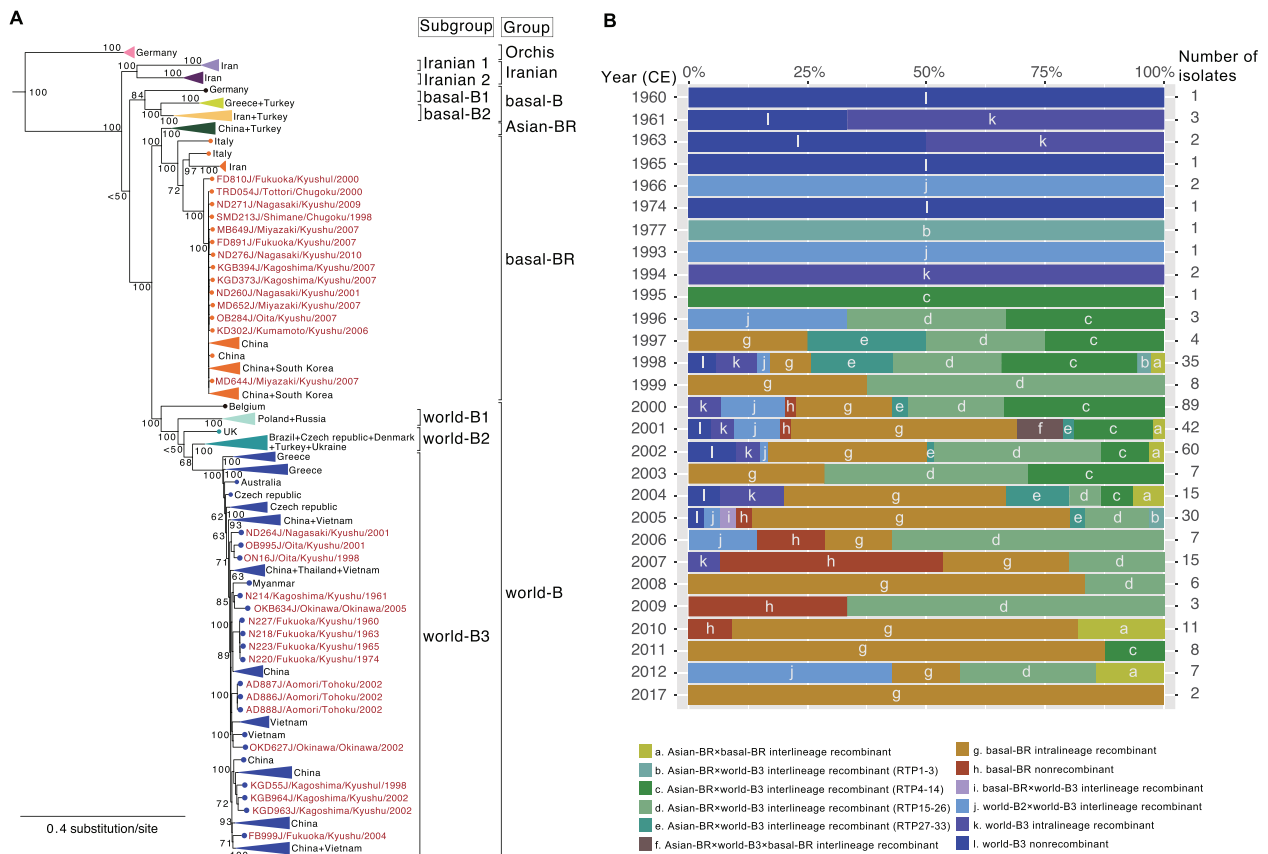 A
Subgroup Group
100 Germany Orchis
100 Iran Iranian 1
100 Iran Iranian 2
Iranian
100
84 Germany basal-B1
100 Greece+Turkey basal-B
100 Iran+Turkey basal-B2
100 China+Turkey Asian-BR
100
100 Italy
Italy
97 100 Iran
72
<50
FD810J/Fukuoka/Kyushul/2000
TRD054J/Tottori/Chugoku/2000
ND271J/Nagasaki/Kyushu/2009
SMD213J/Shimane/Chugoku/1998
MB649J/Miyazaki/Kyushu/2007
FD891J/Fukuoka/Kyushu/2007
100
ND276J/Nagasaki/Kyushu/2010
basal-BR
KGB394J/Kagoshima/Kyushu/2007
KGD373J/Kagoshima/Kyushu/2007
100
ND260J/Nagasaki/Kyushu/2001
MD652J/Miyazaki/Kyushu/2007
OB284J/Oita/Kyushu/2007
KD302J/Kumamoto/Kyushu/2006
China
China
China+South Korea
MD644J/Miyazaki/Kyushu/2007
China+South Korea
Belgium
100 Poland+Russia world-B1
100 UK
<50 100 Brazil+Czech republic+Denmark
+Turkey+Ukraine
world-B2
68
100 Greece
100 100 Greece
Australia
Czech republic
Czech republic
62 100 China+Vietnam
93
63 ND264J/Nagasaki/Kyushu/2001
OB995J/Oita/Kyushu/2001
71 ON16J/Oita/Kyushu/1998
China+Thailand+Vietnam
63 Myanmar
world-B
85 N214/Kagoshima/Kyushu/1961
OKB634J/Okinawa/Okinawa/2005
100 N227/Fukuoka/Kyushu/1960
N218/Fukuoka/Kyushu/1963
world-B3
N223/Fukuoka/Kyushu/1965
89 N220/Fukuoka/Kyushu/1974
China
AD887J/Aomori/Tohoku/2002
100 AD886J/Aomori/Tohoku/2002
AD888J/Aomori/Tohoku/2002
Vietnam
100 Vietnam
OKD627J/Okinawa/Okinawa/2002
China
100 China
KGD55J/Kagoshima/Kyushul/1998
72 KGB964J/Kagoshima/Kyushu/2002
KGD963J/Kagoshima/Kyushu/2002
93 China
FB999J/Fukuoka/Kyushu/2004
71 China+Vietnam
0.4 substitution/site
B
Year (CE) 0% 25% 50% 75% 100% Number of
isolates
1960 l 1
1961 l k 3
1963 l k 2
1965 l 1
1966 j 2
1974 l 1
1977 b 1
1993 j 1
1994 k 2
1995 c 1
1996 j d c 3
1997 g e d c 4
1998 l k j g e d c b a 35
1999 g d 8
2000 k j h g e d c 89
2001 l k j h g f e c a 42
2002 l k j g e d c a 60
2003 g d c 7
2004 l k g e d c a 15
2005 l j i h g e d b 30
2006 j h g d 7
2007 k h g d 15
2008 g d 6
2009 h d 3
2010 h g a 11
2011 g c 8
2012 j g d a 7
2017 g 2
a. Asian-BR×basal-BR interlineage recombinant
b. Asian-BR×world-B3 interlineage recombinant (RTP1-3)
c. Asian-BR×world-B3 interlineage recombinant (RTP4-14)
d. Asian-BR×world-B3 interlineage recombinant (RTP15-26)
e. Asian-BR×world-B3 interlineage recombinant (RTP27-33)
f. Asian-BR×world-B3×basal-BR interlineage recombinant
g. basal-BR intralineage recombinant
h. basal-BR nonrecombinant
i. basal-BR×world-B3 interlineage recombinant
j. world-B2×world-B3 interlineage recombinant
k. world-B3 intralineage recombinant
l. world-B3 nonrecombinant